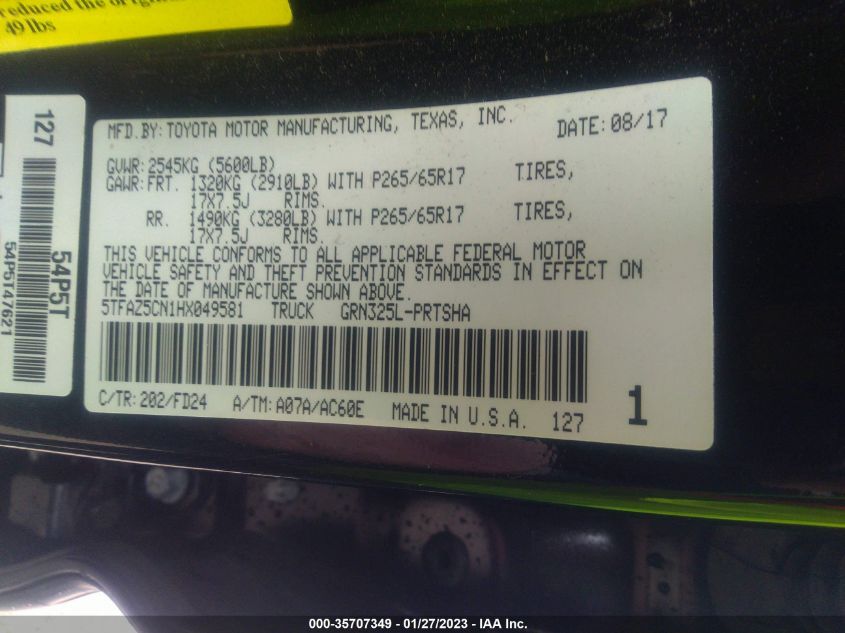 reduced the origin
49 lbs
127
54P5T
54P5T47621
MFD.BY: TOYOTA MOTOR MANUFACTURING, TEXAS, INC. DATE: 08/17
GVWR: 2545KG (5600LB)
GAWR: FRT. 1320KG (2910LB) WITH P265/65R17 TIRES,
17X7.5J RIMS.
RR. 1490KG (3280LB) WITH P265/65R17 TIRES,
17X7.5J RIMS.
THIS VEHICLE CONFORMS TO ALL APPLICABLE FEDERAL MOTOR
VEHICLE SAFETY AND THEFT PREVENTION STANDARDS IN EFFECT ON
THE DATE OF MANUFACTURE SHOWN ABOVE.
5TFAZ5CN1HX049581 TRUCK GRN325L-PRTSHA
C/TR: 202/FD24 A/TM: A07A/AC60E MADE IN U.S.A. 127 1
000-35707349 - 01/27/2023 - IAA Inc.